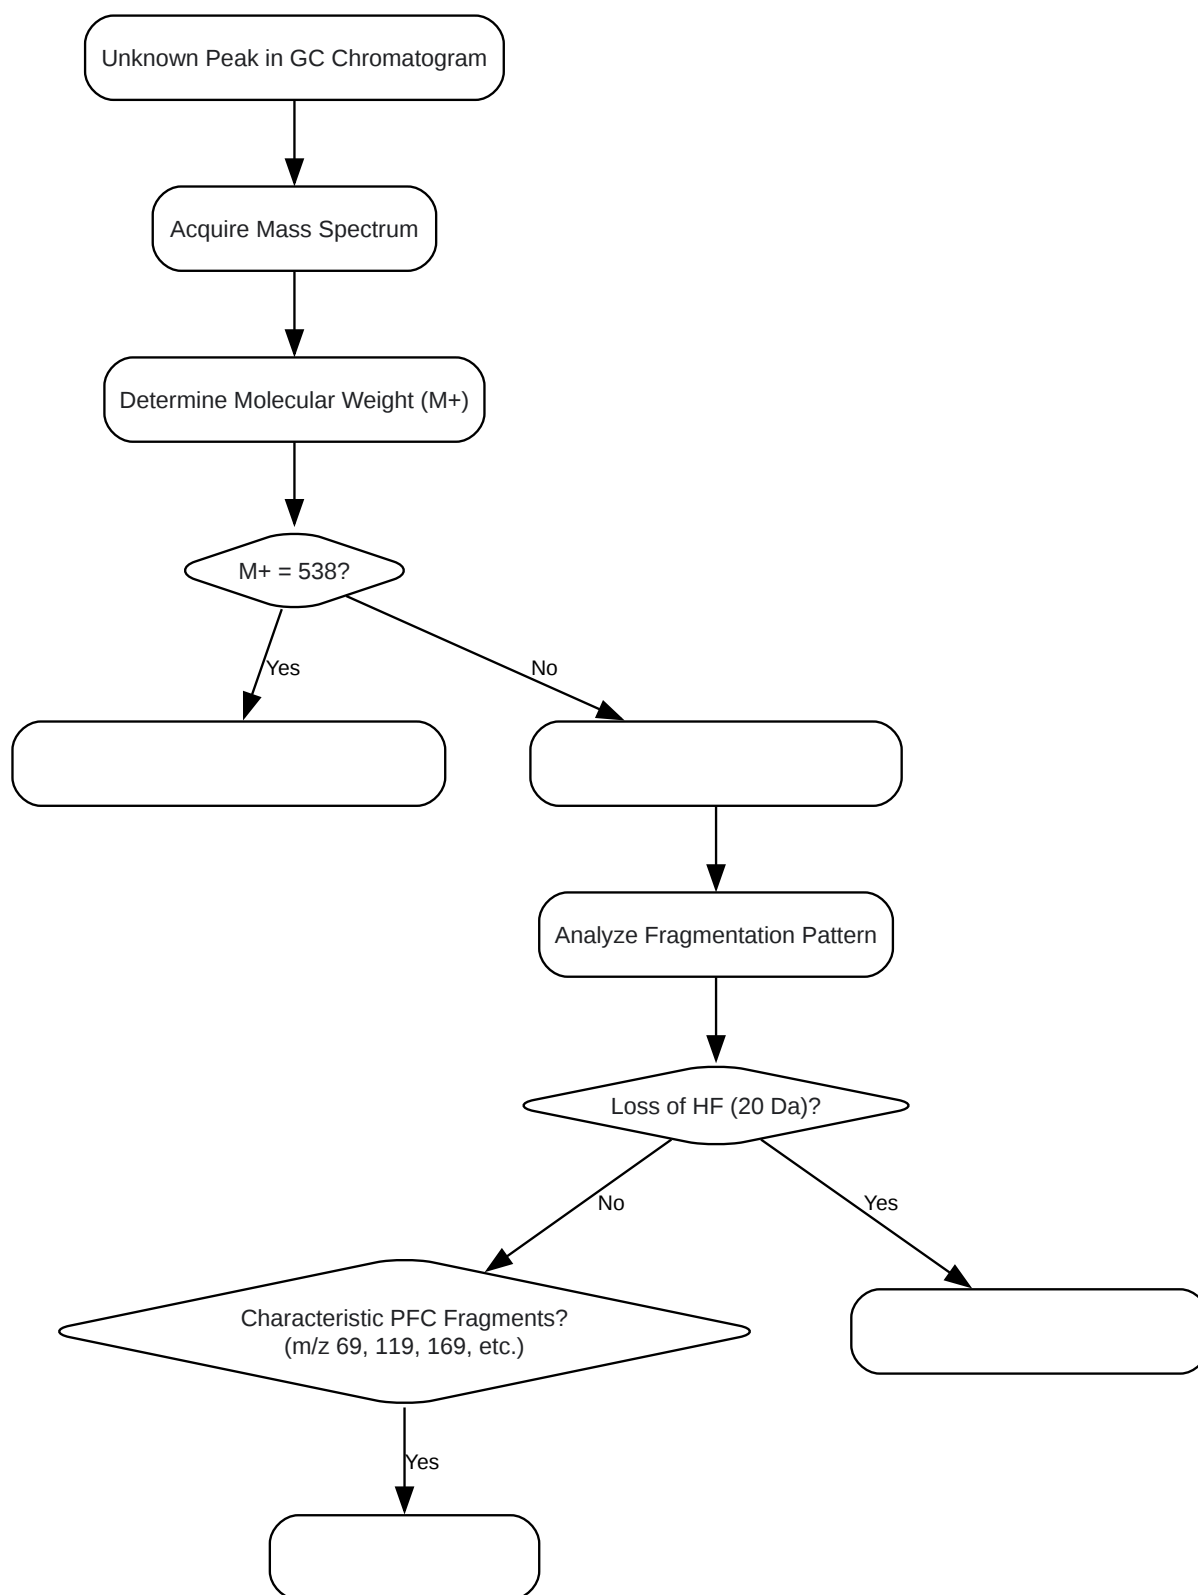 Unknown Peak in GC Chromatogram
Acquire Mass Spectrum
Determine Molecular Weight (M+)
M+ = 538?
Yes
No
Analyze Fragmentation Pattern
Loss of HF (20 Da)?
No
Yes
Characteristic PFC Fragments?
(m/z 69, 119, 169, etc.)
Yes